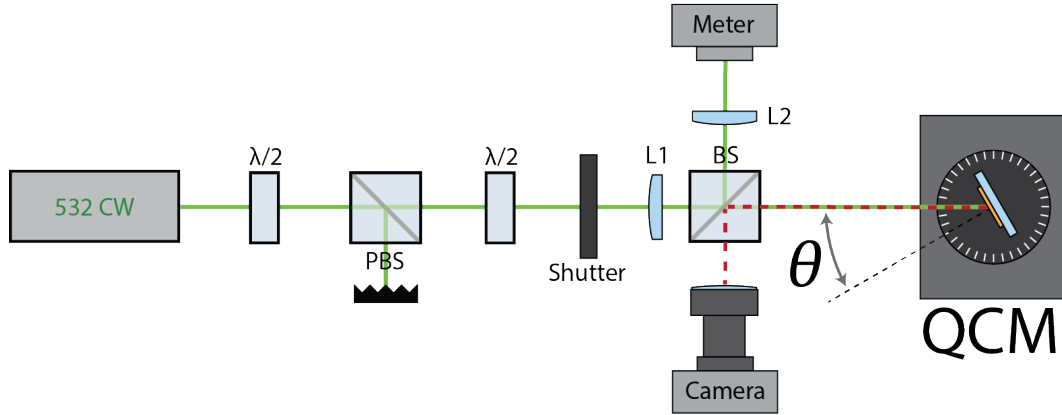 Meter
L2
λ/2
λ/2
L1
BS
532 CW
PBS
Shutter
θ
QCM
Camera